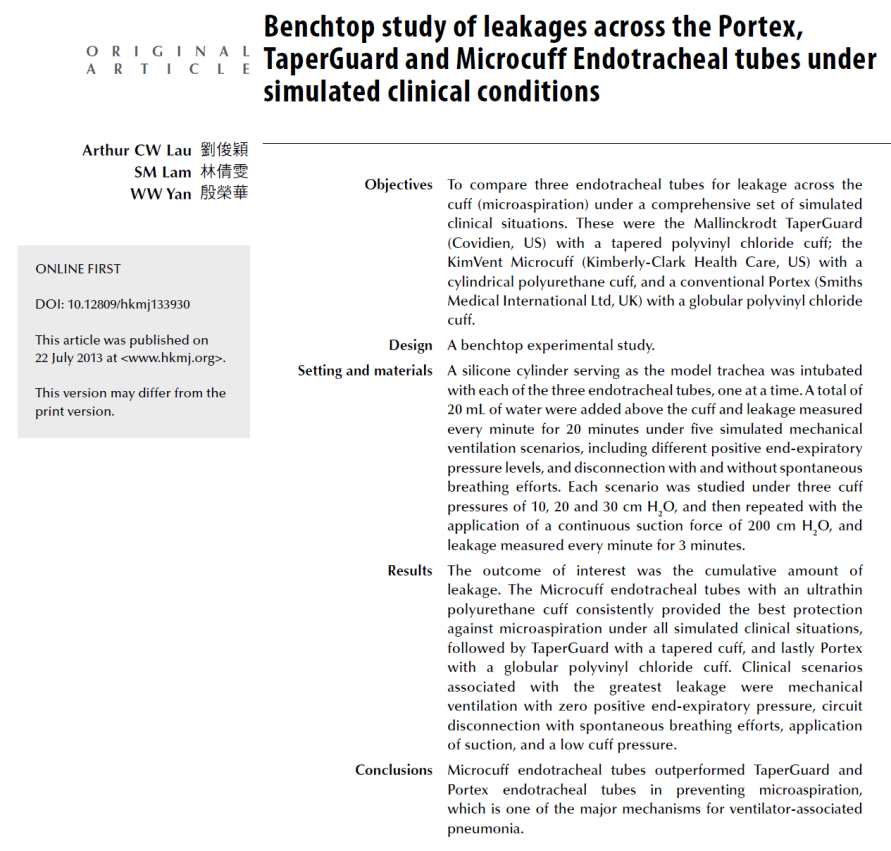 Benchtop study of leakages across the Portex,
TaperGuard and Microcuff Endotracheal tubes under
simulated clinical conditions
ORIGINAL
ARTICLE
Arthur CW Lau 劉俊穎
SM Lam 林倩雯
WW Yan 殷榮華
ONLINE FIRST
DOI: 10.12809/hkmj133930
This article was published on
22 July 2013 at <www.hkmj.org>.
This version may differ from the
print version.
Objectives To compare three endotracheal tubes for leakage across the
cuff (microaspiration) under a comprehensive set of simulated
clinical situations. These were the Mallinckrodt TaperGuard
(Covidien, US) with a tapered polyvinyl chloride cuff; the
KimVent Microcuff (Kimberly-Clark Health Care, US) with a
cylindrical polyurethane cuff, and a conventional Portex (Smiths
Medical International Ltd, UK) with a globular polyvinyl chloride
cuff.
Design A benchtop experimental study.
Setting and materials A silicone cylinder serving as the model trachea was intubated
with each of the three endotracheal tubes, one at a time. A total of
20 mL of water were added above the cuff and leakage measured
every minute for 20 minutes under five simulated mechanical
ventilation scenarios, including different positive end-expiratory
pressure levels, and disconnection with and without spontaneous
breathing efforts. Each scenario was studied under three cuff
pressures of 10, 20 and 30 cm H₂O, and then repeated with the
application of a continuous suction force of 200 cm H₂O, and
leakage measured every minute for 3 minutes.
Results The outcome of interest was the cumulative amount of
leakage. The Microcuff endotracheal tubes with an ultrathin
polyurethane cuff consistently provided the best protection
against microaspiration under all simulated clinical situations,
followed by TaperGuard with a tapered cuff, and lastly Portex
with a globular polyvinyl chloride cuff. Clinical scenarios
associated with the greatest leakage were mechanical
ventilation with zero positive end-expiratory pressure, circuit
disconnection with spontaneous breathing efforts, application
of suction, and a low cuff pressure.
Conclusions Microcuff endotracheal tubes outperformed TaperGuard and
Portex endotracheal tubes in preventing microaspiration,
which is one of the major mechanisms for ventilator-associated
pneumonia.